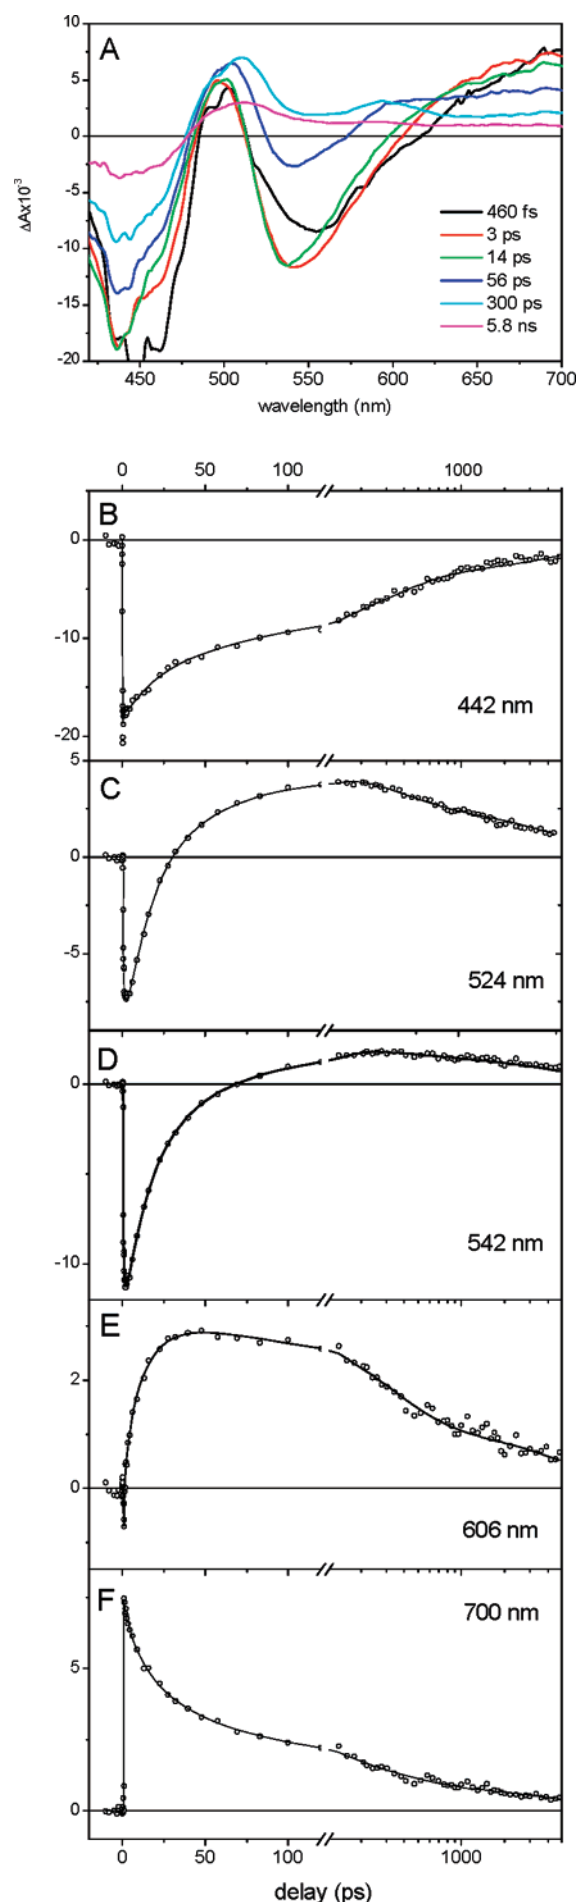 10
A
5
0
-5
-10
-15
-20
ΔAx10⁻³
460 fs
3 ps
14 ps
56 ps
300 ps
5.8 ns
450 500 550 600 650 700
wavelength (nm)
0 50 100 1000
B
0
-10
-20
442 nm
5
C
0
-5
524 nm
D
0
-10
542 nm
E
2
0
606 nm
F
700 nm
5
0
0 50 100 1000
delay (ps)